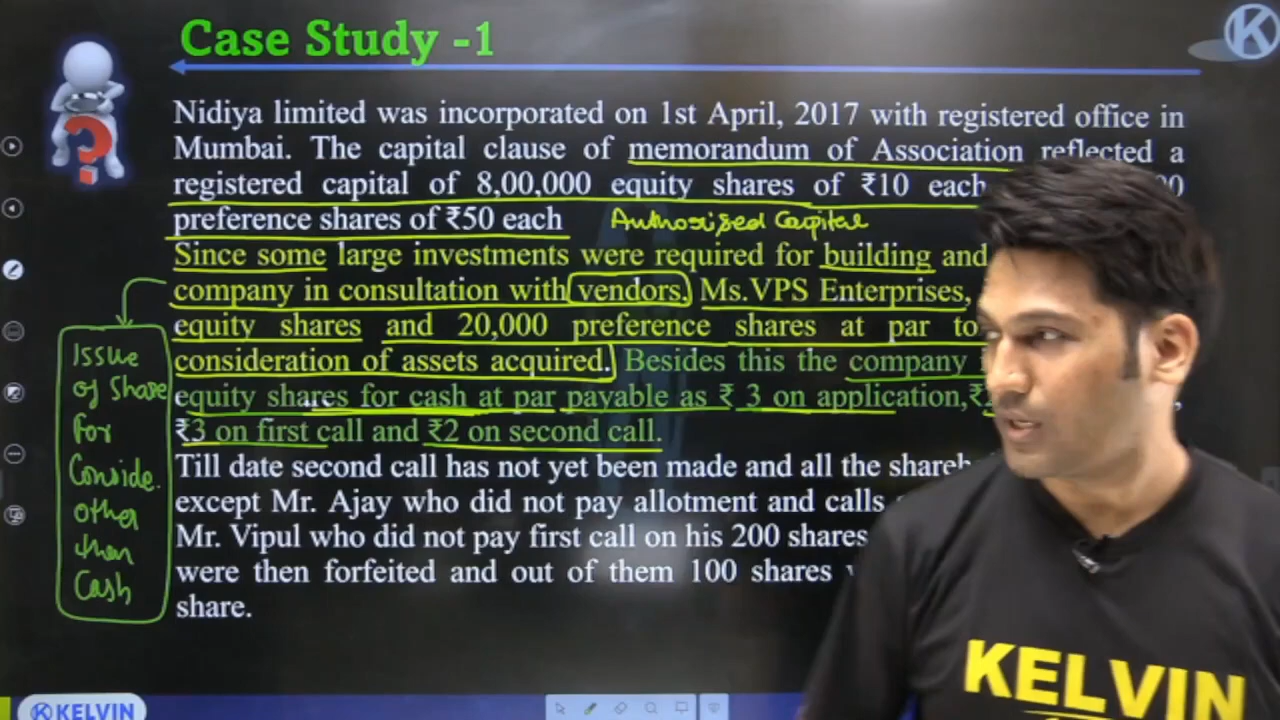 Case Study -1
Nidiya limited was incorporated on 1st April, 2017 with registered office in
Mumbai. The capital clause of memorandum of Association reflected a
registered capital of 8,00,000 equity shares of ₹10 each
preference shares of ₹50 each Authorised Capital
Since some large investments were required for building and
company in consultation with vendors, Ms.VPS Enterprises,
equity shares and 20,000 preference shares at par to
consideration of assets acquired. Besides this the company
equity shares for cash at par payable as ₹ 3 on application,
₹3 on first call and ₹2 on second call.
Till date second call has not yet been made and all the
except Mr. Ajay who did not pay allotment and calls
Mr. Vipul who did not pay first call on his 200 shares
were then forfeited and out of them 100 shares
share.
Issue
of Share
for
Conside.
other
than
Cash
KELVIN
KELVIN